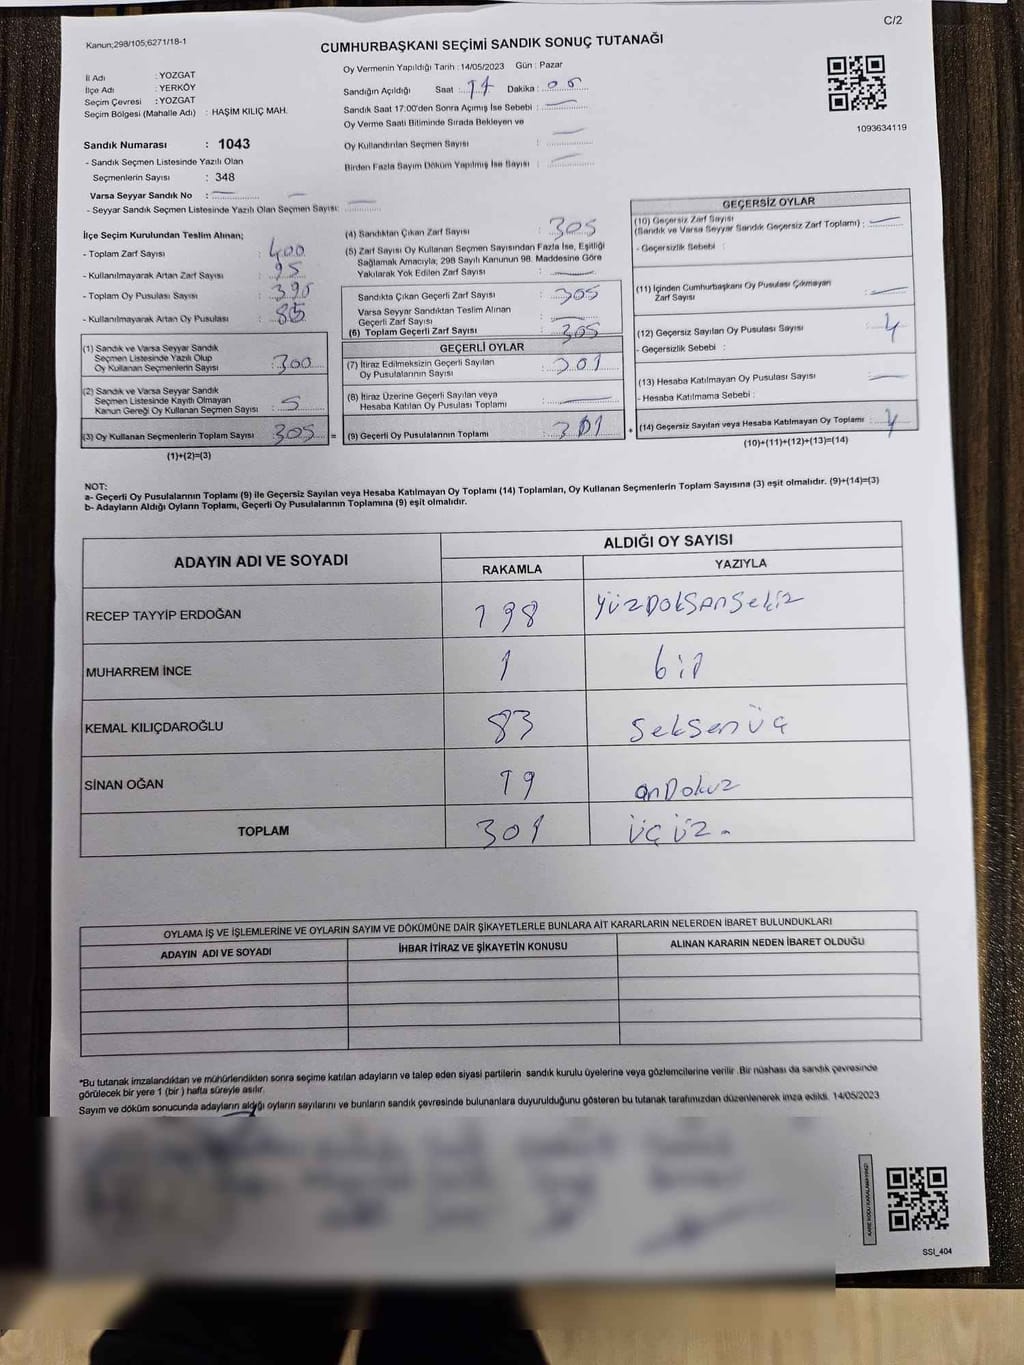 C/2
Kanun;298/105;6271/18-1
CUMHURBAŞKANI SEÇİMİ SANDIK SONUÇ TUTANAĞI
İl Adı : YOZGAT
İlçe Adı : YERKÖY
Seçim Çevresi : YOZGAT
Seçim Bölgesi (Mahalle Adı) : HAŞİM KILIÇ MAH.
Sandık Numarası : 1043
- Sandık Seçmen Listesinde Yazılı Olan
Seçmenlerin Sayısı : 348
Varsa Seyyar Sandık No :
- Seyyar Sandık Seçmen Listesinde Yazılı Olan Seçmen Sayısı:
Oy Vermenin Yapıldığı Tarih : 14/05/2023 Gün : Pazar
Sandığın Açıldığı Saat : 17 Dakika :
Sandık Saat 17:00'den Sonra Açımış İse Sebebi :
Oy Verme Saati Bitiminde Sırada Bekleyen ve
Oy Kullandırılan Seçmen Sayısı :
Birden Fazla Sayım Döküm Yapılmış İse Sayısı :
1093634119
İlçe Seçim Kurulundan Teslim Alınan;
- Toplam Zarf Sayısı : 400
- Kullanılmayarak Artan Zarf Sayısı : 95
- Toplam Oy Pusulası Sayısı : 390
- Kullanılmayarak Artan Oy Pusulası : 85
(1) Sandık ve Varsa Seyyar Sandık
Seçmen Listesinde Yazılı Olup
Oy Kullanan Seçmenlerin Sayısı : 300
(2) Sandık ve Varsa Seyyar Sandık
Seçmen Listesinde Kayıtlı Olmayan
Kanun Gereği Oy Kullanan Seçmen Sayısı : 5
(3) Oy Kullanan Seçmenlerin Toplam Sayısı 305 =
(1)+(2)=(3)
(4) Sandıktan Çıkan Zarf Sayısı : 305
(5) Zarf Sayısı Oy Kullanan Seçmen Sayısından Fazla İse, Eşitliği
Sağlamak Amacıyla; 298 Sayılı Kanunun 98. Maddesine Göre
Yakılarak Yok Edilen Zarf Sayısı :
Sandıkta Çıkan Geçerli Zarf Sayısı : 305
Varsa Seyyar Sandıktan Teslim Alınan
Geçerli Zarf Sayısı :
(6) Toplam Geçerli Zarf Sayısı : 305
GEÇERLİ OYLAR
(7) İtiraz Edilmeksizin Geçerli Sayılan
Oy Pusulalarının Sayısı : 301
(8) İtiraz Üzerine Geçerli Sayılan veya
Hesaba Katılan Oy Pusulası Toplamı :
(9) Geçerli Oy Pusulalarının Toplamı : 301 +
GEÇERSİZ OYLAR
(10) Geçersiz Zarf Sayısı
(Sandık ve Varsa Seyyar Sandık Geçersiz Zarf Toplamı) :
- Geçersizlik Sebebi :
(11) İçinden Cumhurbaşkanı Oy Pusulası Çıkmayan
Zarf Sayısı :
(12) Geçersiz Sayılan Oy Pusulası Sayısı : 4
- Geçersizlik Sebebi :
(13) Hesaba Katılmayan Oy Pusulası Sayısı :
- Hesaba Katılmama Sebebi :
(14) Geçersiz Sayılan veya Hesaba Katılmayan Oy Toplamı : 4
(10)+(11)+(12)+(13)=(14)
NOT:
a- Geçerli Oy Pusulalarının Toplamı (9) ile Geçersiz Sayılan veya Hesaba Katılmayan Oy Toplamı (14) Toplamları, Oy Kullanan Seçmenlerin Toplam Sayısına (3) eşit olmalıdır. (9)+(14)=(3)
b- Adayların Aldığı Oyların Toplamı, Geçerli Oy Pusulalarının Toplamına (9) eşit olmalıdır.
ADAYIN ADI VE SOYADI
ALDIĞI OY SAYISI
RAKAMLA YAZIYLA
RECEP TAYYİP ERDOĞAN 198 YÜZDOKSANSEKİZ
MUHARREM İNCE 1 bir
KEMAL KILIÇDAROĞLU 83 Seksenüç
SİNAN OĞAN 19 onDokuz
TOPLAM 301 üçüz
OYLAMA İŞ VE İŞLEMLERİNE VE OYLARIN SAYIM VE DÖKÜMÜNE DAİR ŞİKAYETLERLE BUNLARA AİT KARARLARIN NELERDEN İBARET BULUNDUKLARI
ADAYIN ADI VE SOYADI İHBAR İTİRAZ VE ŞİKAYETİN KONUSU ALINAN KARARIN NEDEN İBARET OLDUĞU
*Bu tutanak imzalandıktan ve mühürlendikten sonra seçime katılan adayların ve talep eden siyasi partilerin sandık kurulu üyelerine veya gözlemcilerine verilir .Bir nüshası da sandık çevresinde
görülecek bir yere 1 (bir ) hafta süreyle asılır.
Sayım ve döküm sonucunda adayların aldığı oyların sayılarını ve bunların sandık çevresinde bulunanlara duyurulduğunu gösteren bu tutanak tarafımızdan düzenlenerek imza edildi. 14/05/2023
SSI_404